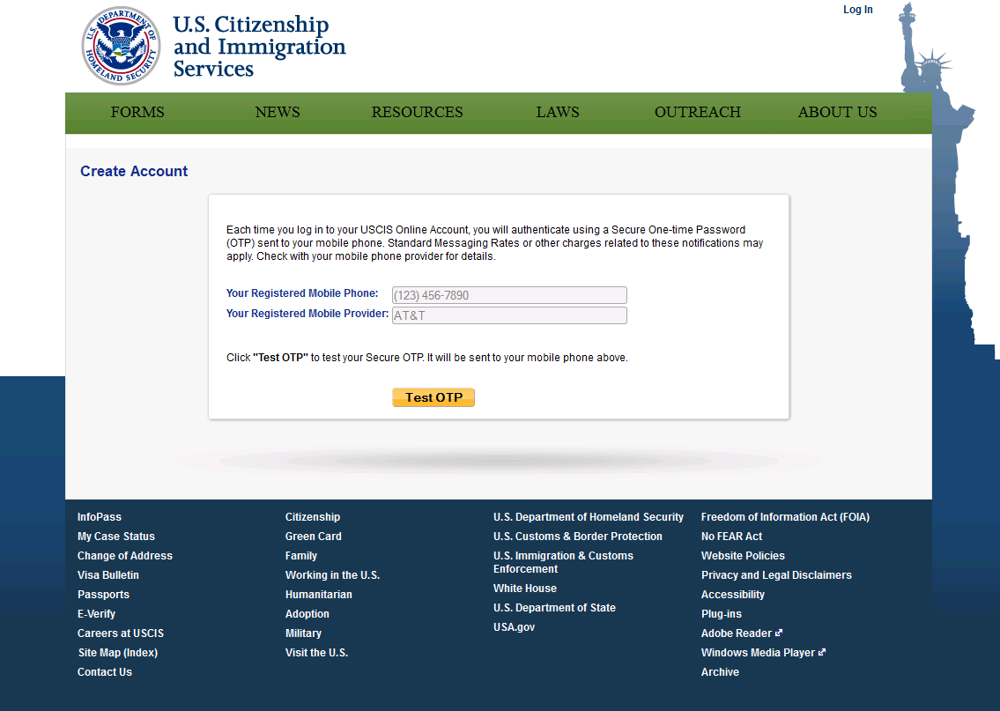 U.S. DEPARTMENT OF HOMELAND SECURITY
U.S. Citizenship
and Immigration
Services
Log In
FORMS NEWS RESOURCES LAWS OUTREACH ABOUT US
Create Account
Each time you log in to your USCIS Online Account, you will authenticate using a Secure One-time Password
(OTP) sent to your mobile phone. Standard Messaging Rates or other charges related to these notifications may
apply. Check with your mobile phone provider for details.
Your Registered Mobile Phone: (123) 456-7890
Your Registered Mobile Provider: AT&T
Click "Test OTP" to test your Secure OTP. It will be sent to your mobile phone above.
Test OTP
InfoPass
My Case Status
Change of Address
Visa Bulletin
Passports
E-Verify
Careers at USCIS
Site Map (Index)
Contact Us
Citizenship
Green Card
Family
Working in the U.S.
Humanitarian
Adoption
Military
Visit the U.S.
U.S. Department of Homeland Security
U.S. Customs & Border Protection
U.S. Immigration & Customs
Enforcement
White House
U.S. Department of State
USA.gov
Freedom of Information Act (FOIA)
No FEAR Act
Website Policies
Privacy and Legal Disclaimers
Accessibility
Plug-ins
Adobe Reader
Windows Media Player
Archive